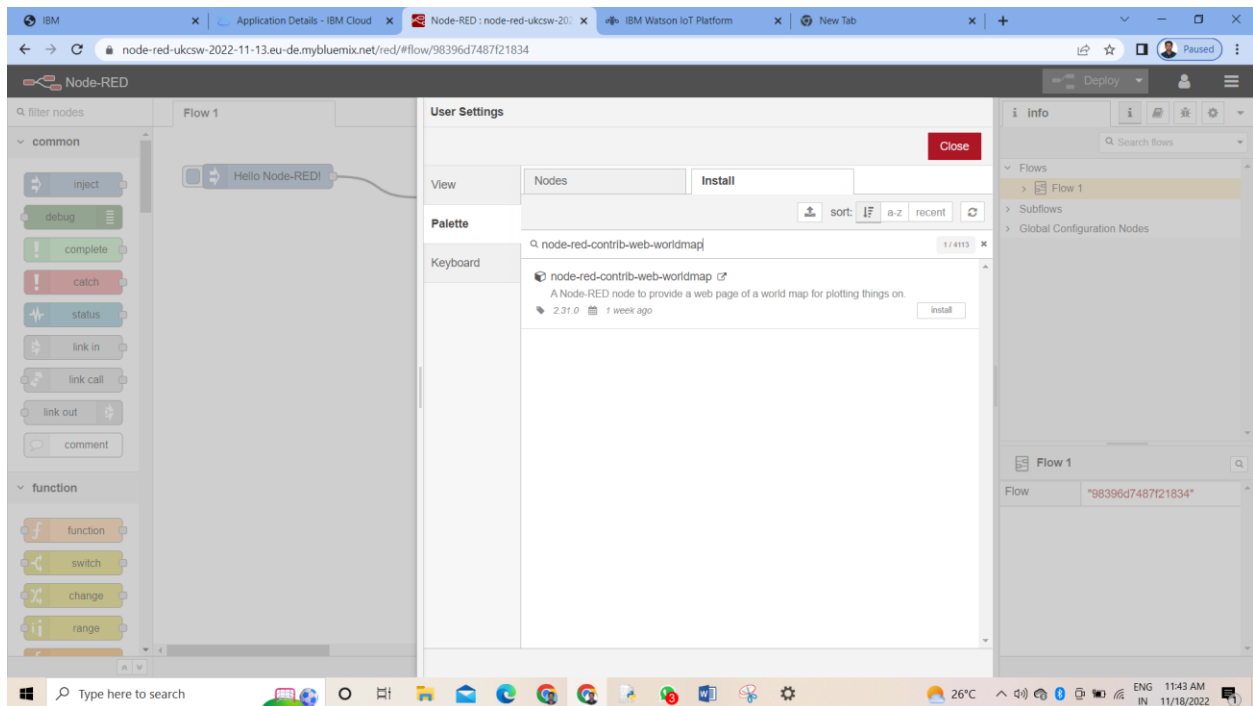 IBM
Application Details - IBM Cloud
Node-RED : node-red-ukcsw-202
IBM Watson IoT Platform
New Tab
node-red-ukcsw-2022-11-13.eu-de.mybluemix.net/red/#flow/98396d7487f21834
Paused
Node-RED
Deploy
filter nodes
Flow 1
User Settings
i info
i
common
Close
Search flows
inject
Hello Node-RED!
View
Nodes
Install
Flows
Flow 1
debug
Palette
sort:
a-z
recent
Subflows
Global Configuration Nodes
complete
node-red-contrib-web-worldmap
1 / 4113
catch
Keyboard
node-red-contrib-web-worldmap
A Node-RED node to provide a web page of a world map for plotting things on.
status
2.31.0
1 week ago
install
link in
link call
link out
comment
Flow 1
function
Flow
"98396d7487f21834"
function
switch
change
range
Type here to search
3
26°C
ENG
IN
11:43 AM
11/18/2022
1